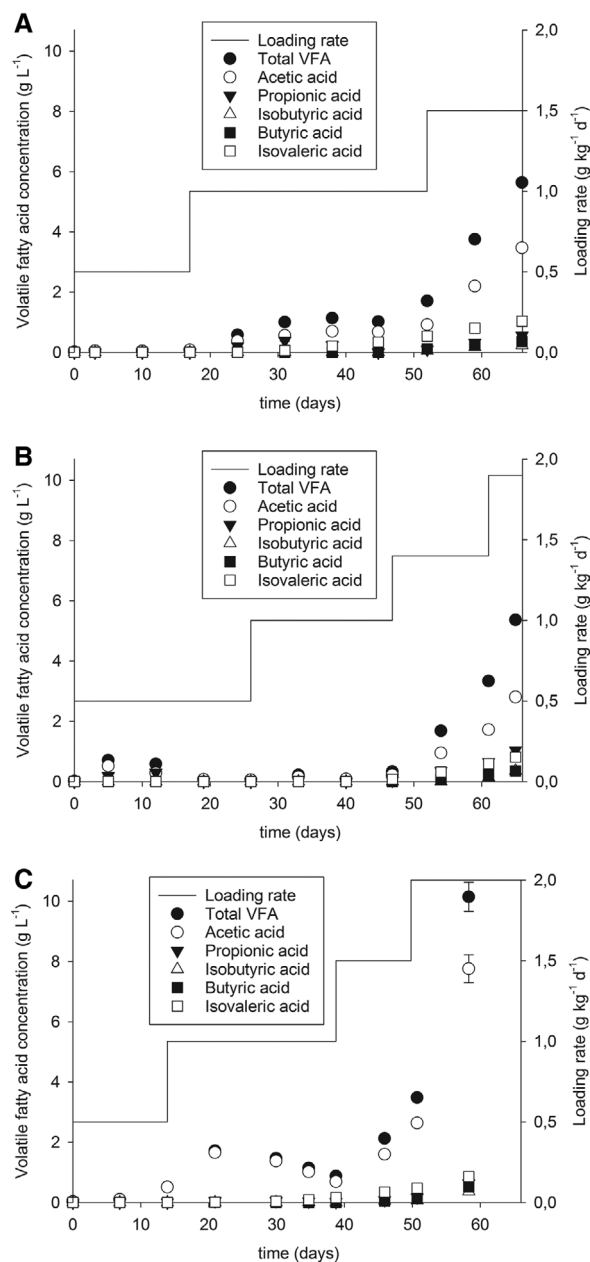 A
Volatile fatty acid concentration (g L⁻¹)
10
8
6
4
2
0
Loading rate
Total VFA
Acetic acid
Propionic acid
Isobutyric acid
Butyric acid
Isovaleric acid
2,0
1,5
1,0
0,5
0,0
Loading rate (g kg⁻¹ d⁻¹)
0 10 20 30 40 50 60
time (days)
B
Volatile fatty acid concentration (g L⁻¹)
10
8
6
4
2
0
Loading rate
Total VFA
Acetic acid
Propionic acid
Isobutyric acid
Butyric acid
Isovaleric acid
2,0
1,5
1,0
0,5
0,0
Loading rate (g kg⁻¹ d⁻¹)
0 10 20 30 40 50 60
time (days)
C
Volatile fatty acid concentration (g L⁻¹)
10
8
6
4
2
0
Loading rate
Total VFA
Acetic acid
Propionic acid
Isobutyric acid
Butyric acid
Isovaleric acid
2,0
1,5
1,0
0,5
0,0
Loading rate (g kg⁻¹ d⁻¹)
0 10 20 30 40 50 60
time (days)